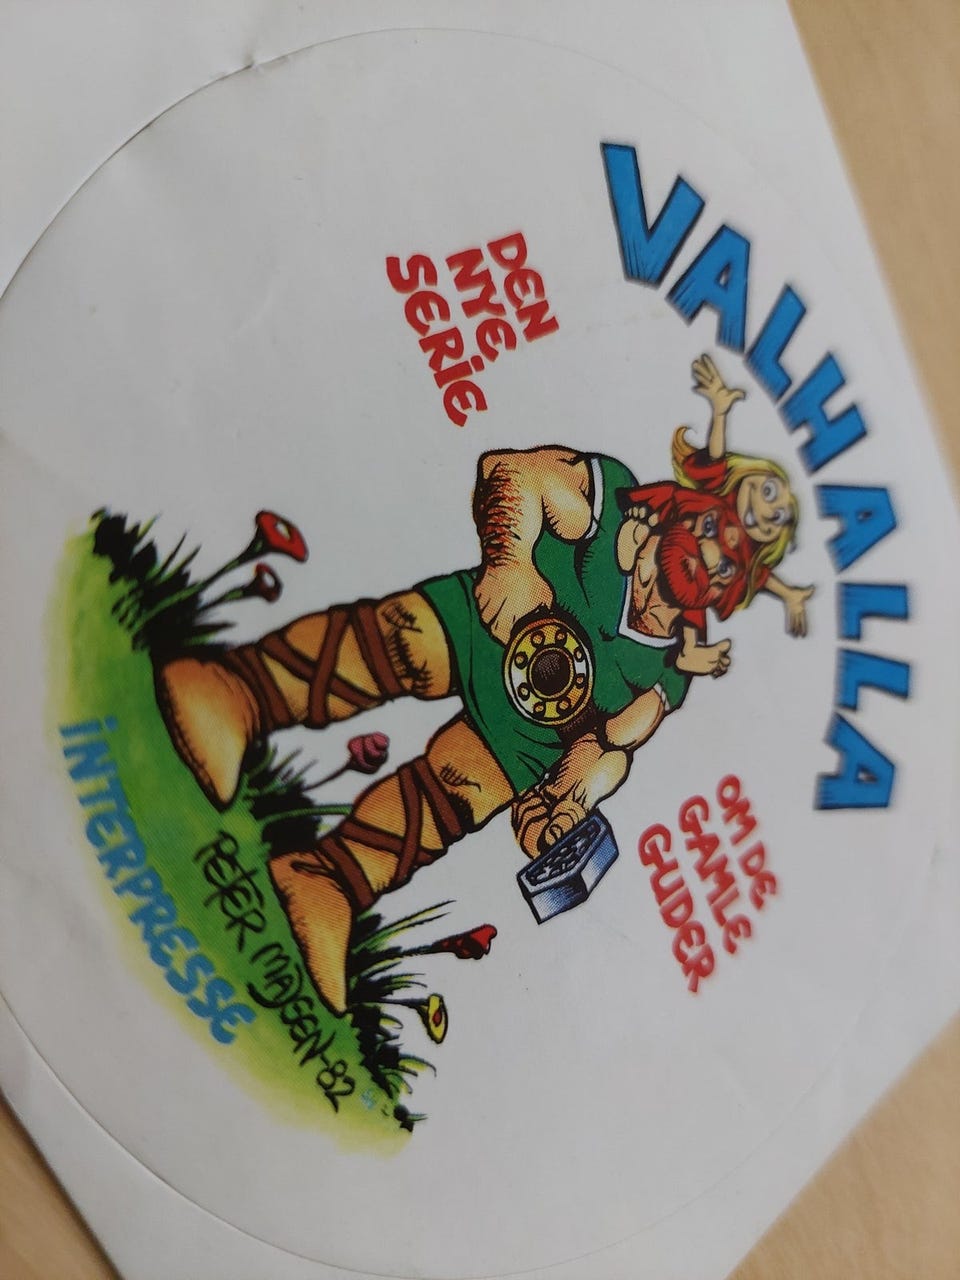 VALHALLA
DEN
NYE
SERiE
OM DE
GAMLE
GUDER
PETER MADSEN-82
iNTERPRESSE